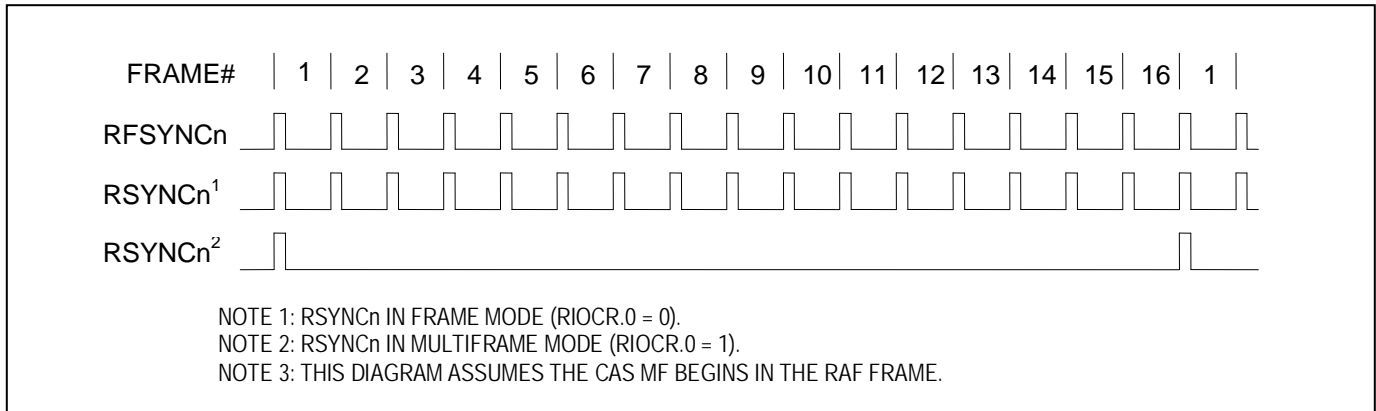 FRAME# 1 2 3 4 5 6 7 8 9 10 11 12 13 14 15 16 1
RFSYNCn
RSYNCn¹
RSYNCn²
NOTE 1: RSYNCn IN FRAME MODE (RIOCR.0 = 0).
NOTE 2: RSYNCn IN MULTIFRAME MODE (RIOCR.0 = 1).
NOTE 3: THIS DIAGRAM ASSUMES THE CAS MF BEGINS IN THE RAF FRAME.